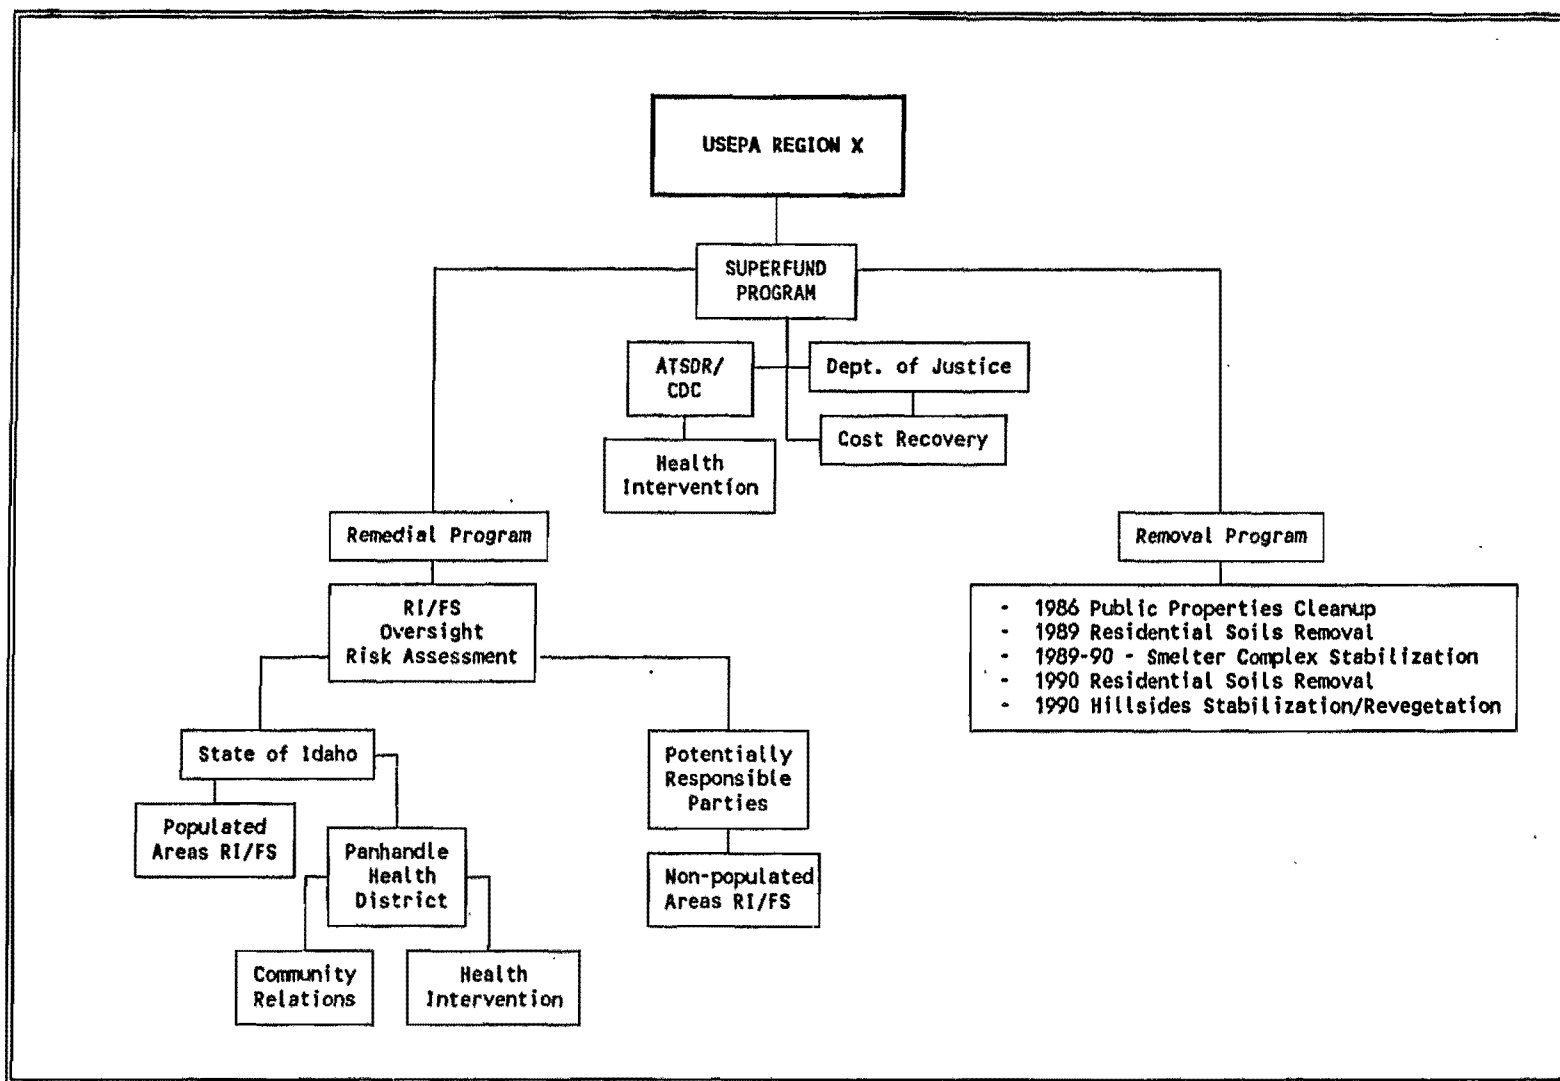 USEPA REGION X
SUPERFUND
PROGRAM
ATSDR/
CDC
Dept. of Justice
Cost Recovery
Health
Intervention
Remedial Program
Removal Program
RI/FS
Oversight
Risk Assessment
- 1986 Public Properties Cleanup
- 1989 Residential Soils Removal
- 1989-90 - Smelter Complex Stabilization
- 1990 Residential Soils Removal
- 1990 Hillsides Stabilization/Revegetation
State of Idaho
Potentially
Responsible
Parties
Populated
Areas RI/FS
Panhandle
Health
District
Non-populated
Areas RI/FS
Community
Relations
Health
Intervention